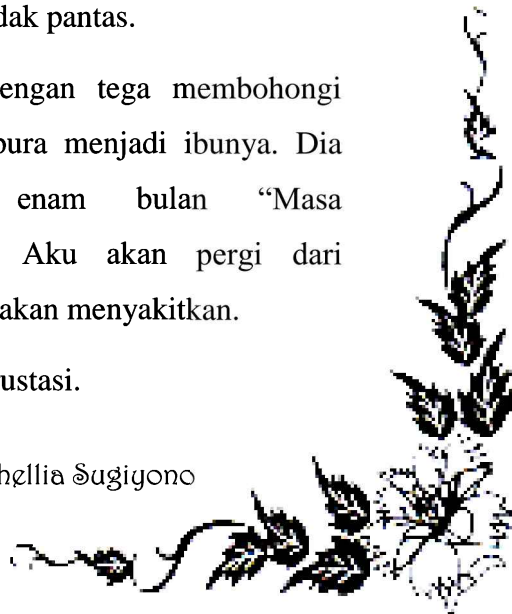 dak pantas.
engan tega membohongi
pura menjadi ibunya. Dia
enam bulan “Masa
Aku akan pergi dari
akan menyakitkan.
ustasi.
hellia Sugiyono